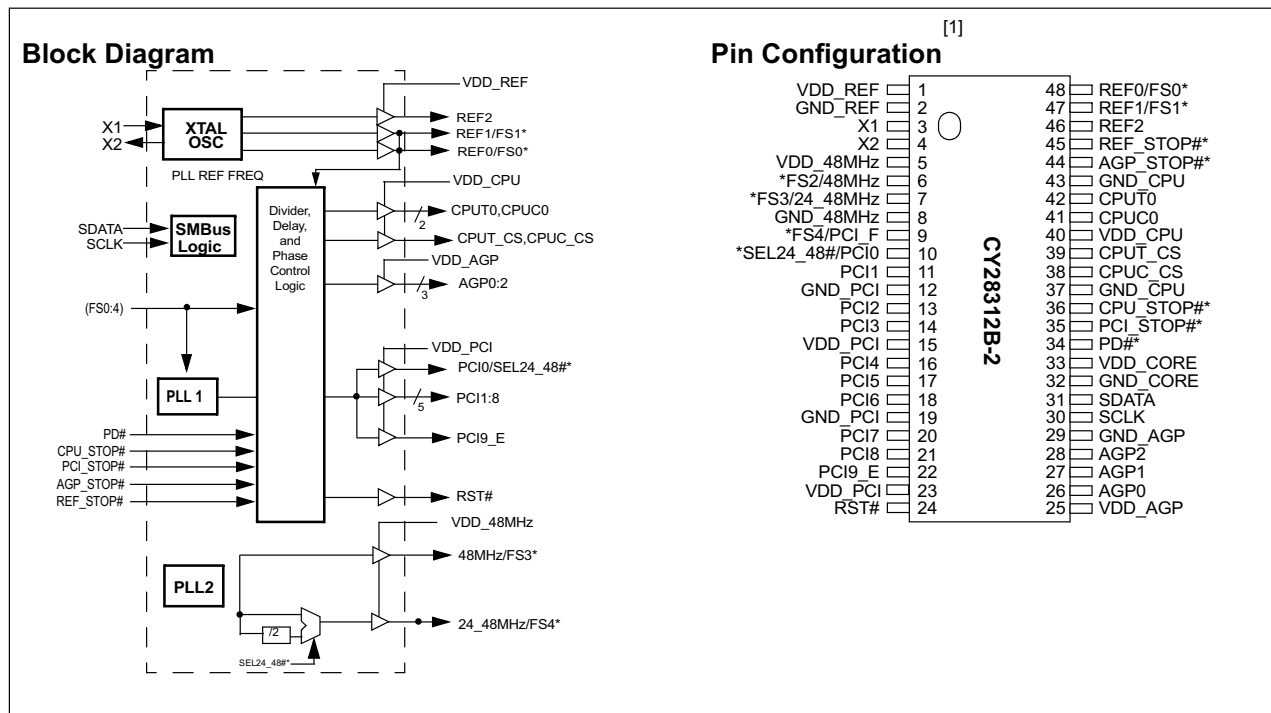 [1]
Block Diagram
VDD_REF
X1
X2
XTAL
OSC
REF2
REF1/FS1*
REF0/FS0*
PLL REF FREQ
VDD_CPU
Divider,
Delay,
and
Phase
Control
Logic
2
CPUT0,CPUC0
SDATA
SCLK
SMBus
Logic
CPUT_CS,CPUC_CS
VDD_AGP
3
AGP0:2
(FS0:4)
VDD_PCI
PCI0/SEL24_48#*
PLL 1
5
PCI1:8
PD#
PCI9_E
CPU_STOP#
PCI_STOP#
AGP_STOP#
REF_STOP#
RST#
VDD_48MHz
48MHz/FS3*
PLL2
/2
24_48MHz/FS4*
SEL24_48#*
Pin Configuration
VDD_REF 1
GND_REF 2
X1 3
X2 4
VDD_48MHz 5
*FS2/48MHz 6
*FS3/24_48MHz 7
GND_48MHz 8
*FS4/PCI_F 9
*SEL24_48#/PCI0 10
PCI1 11
GND_PCI 12
PCI2 13
PCI3 14
VDD_PCI 15
PCI4 16
PCI5 17
PCI6 18
GND_PCI 19
PCI7 20
PCI8 21
PCI9_E 22
VDD_PCI 23
RST# 24
CY28312B-2
48 REF0/FS0*
47 REF1/FS1*
46 REF2
45 REF_STOP#*
44 AGP_STOP#*
43 GND_CPU
42 CPUT0
41 CPUC0
40 VDD_CPU
39 CPUT_CS
38 CPUC_CS
37 GND_CPU
36 CPU_STOP#*
35 PCI_STOP#*
34 PD#*
33 VDD_CORE
32 GND_CORE
31 SDATA
30 SCLK
29 GND_AGP
28 AGP2
27 AGP1
26 AGP0
25 VDD_AGP